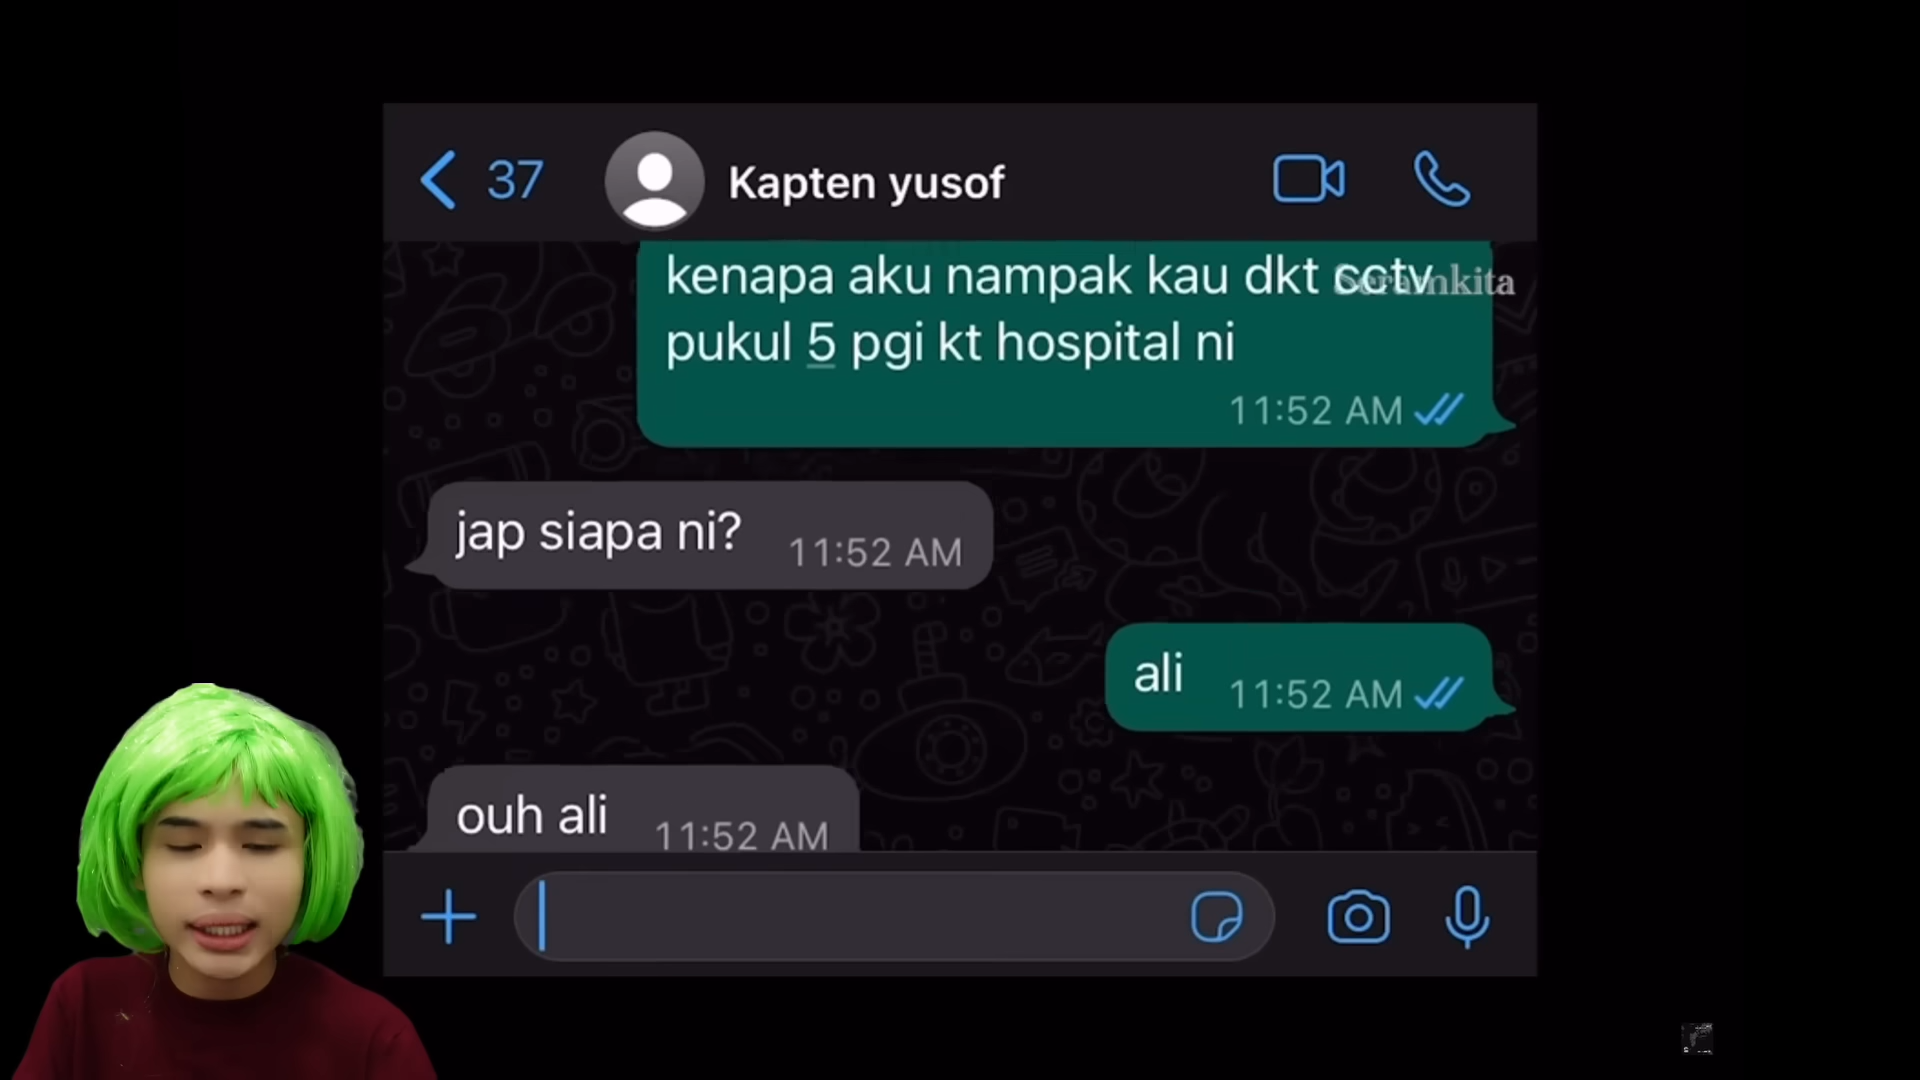 37
Kapten yusof
kenapa aku nampak kau dkt cctv
Seramkita
pukul 5 pgi kt hospital ni
11:52 AM
jap siapa ni?
11:52 AM
ali
11:52 AM
ouh ali
11:52 AM